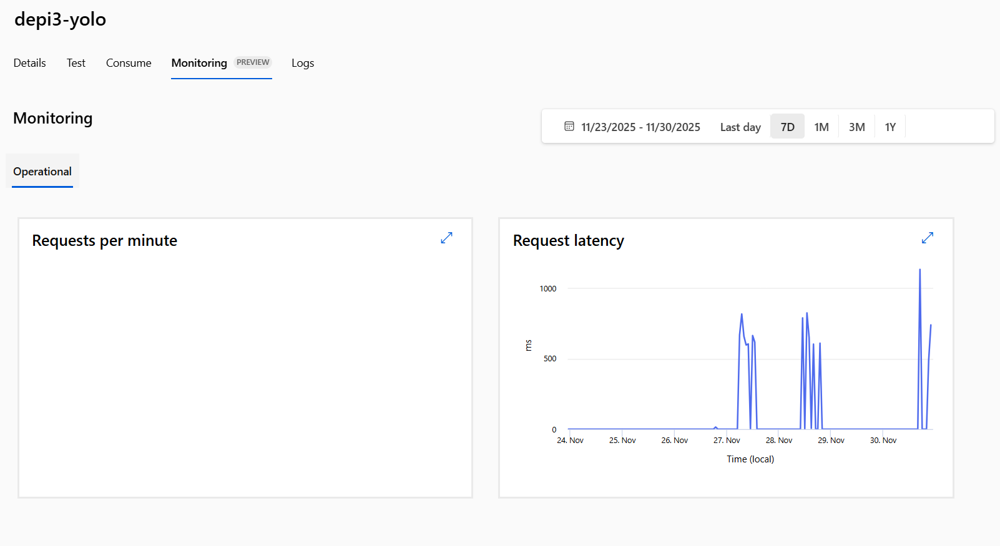 depi3-yolo
Details Test Consume Monitoring PREVIEW Logs
Monitoring
11/23/2025 - 11/30/2025 Last day 7D 1M 3M 1Y
Operational
Requests per minute
Request latency
1000
ms
500
0
24. Nov 25. Nov 26. Nov 27. Nov 28. Nov 29. Nov 30. Nov
Time (local)